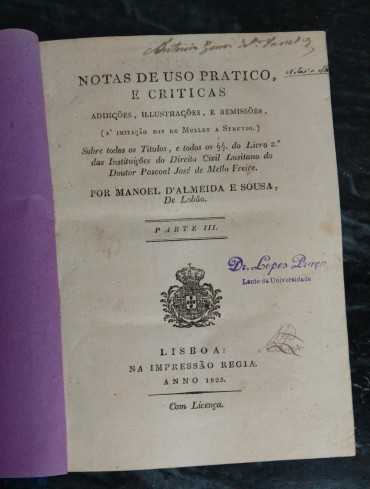 NOTAS DE USO PRATICO,
E CRITICAS
ADDIÇÕES, ILLUSTRAÇÕES, E REMISSÕES,
(A' IMITAÇÃO DAS DE MULLER A STRUVIO.)
Sobre todos os Titulos, e todos os §§. do Livro 3.°
das Instituições do Direito Civil Lusitano do
Doutor Pascoal José de Mello Freire.
POR MANOEL D'ALMEIDA E SOUSA,
De Lobão.
PARTE III.
Dr. Lopes Praça
Lente da Universidade
LISBOA:
NA IMPRESSÃO REGIA.
ANNO 1825.
Com Licença.